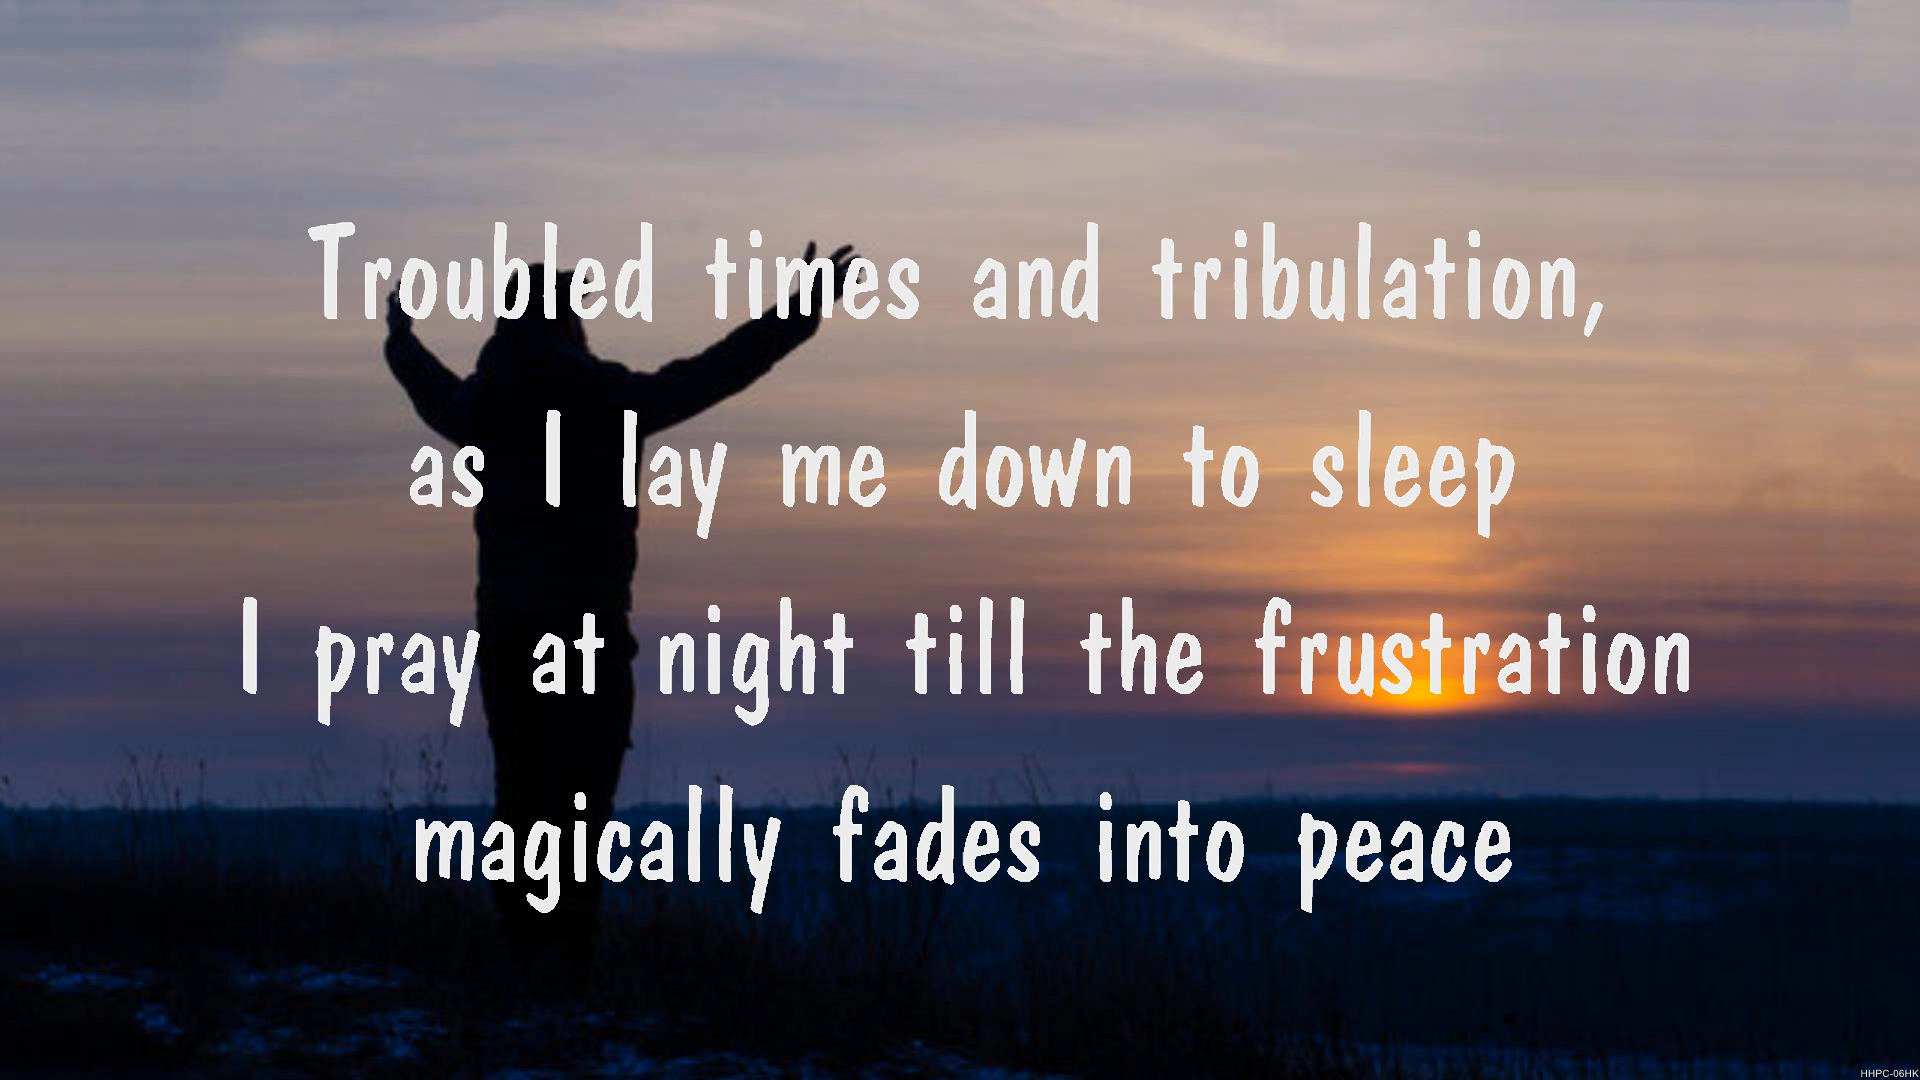 Troubled times and tribulation,
as I lay me down to sleep
I pray at night till the frustration
magically fades into peace
HHPC-06HK